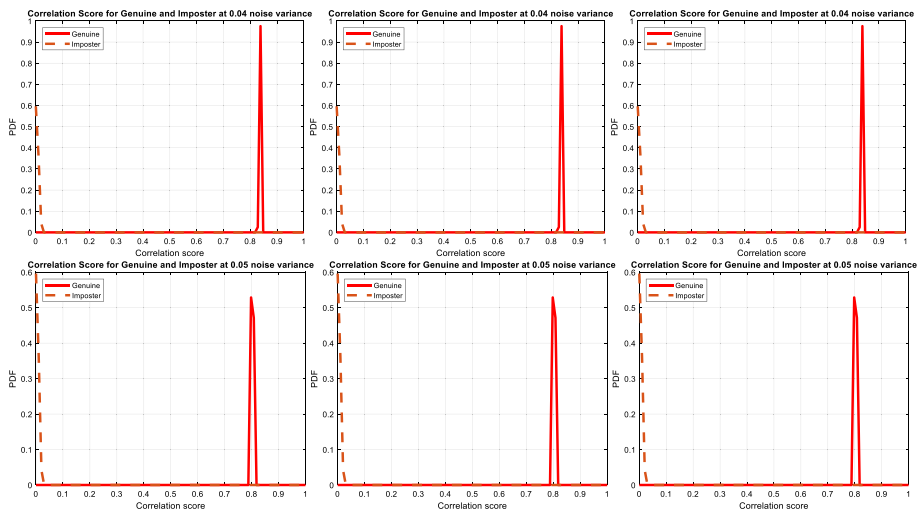 Correlation Score for Genuine and Imposter at 0.04 noise variance
1
0.9
0.8
0.7
0.6
0.5
0.4
0.3
0.2
0.1
0
PDF
Genuine
Imposter
0 0.1 0.2 0.3 0.4 0.5 0.6 0.7 0.8 0.9 1
Correlation score
Correlation Score for Genuine and Imposter at 0.04 noise variance
1
0.9
0.8
0.7
0.6
0.5
0.4
0.3
0.2
0.1
0
PDF
Genuine
Imposter
0 0.1 0.2 0.3 0.4 0.5 0.6 0.7 0.8 0.9 1
Correlation score
Correlation Score for Genuine and Imposter at 0.04 noise variance
1
0.9
0.8
0.7
0.6
0.5
0.4
0.3
0.2
0.1
0
PDF
Genuine
Imposter
0 0.1 0.2 0.3 0.4 0.5 0.6 0.7 0.8 0.9 1
Correlation score
Correlation Score for Genuine and Imposter at 0.05 noise variance
0.6
0.5
0.4
0.3
0.2
0.1
0
PDF
Genuine
Imposter
0 0.1 0.2 0.3 0.4 0.5 0.6 0.7 0.8 0.9 1
Correlation score
Correlation Score for Genuine and Imposter at 0.05 noise variance
0.6
0.5
0.4
0.3
0.2
0.1
0
PDF
Genuine
Imposter
0 0.1 0.2 0.3 0.4 0.5 0.6 0.7 0.8 0.9 1
Correlation score
Correlation Score for Genuine and Imposter at 0.05 noise variance
0.6
0.5
0.4
0.3
0.2
0.1
0
PDF
Genuine
Imposter
0 0.1 0.2 0.3 0.4 0.5 0.6 0.7 0.8 0.9 1
Correlation score